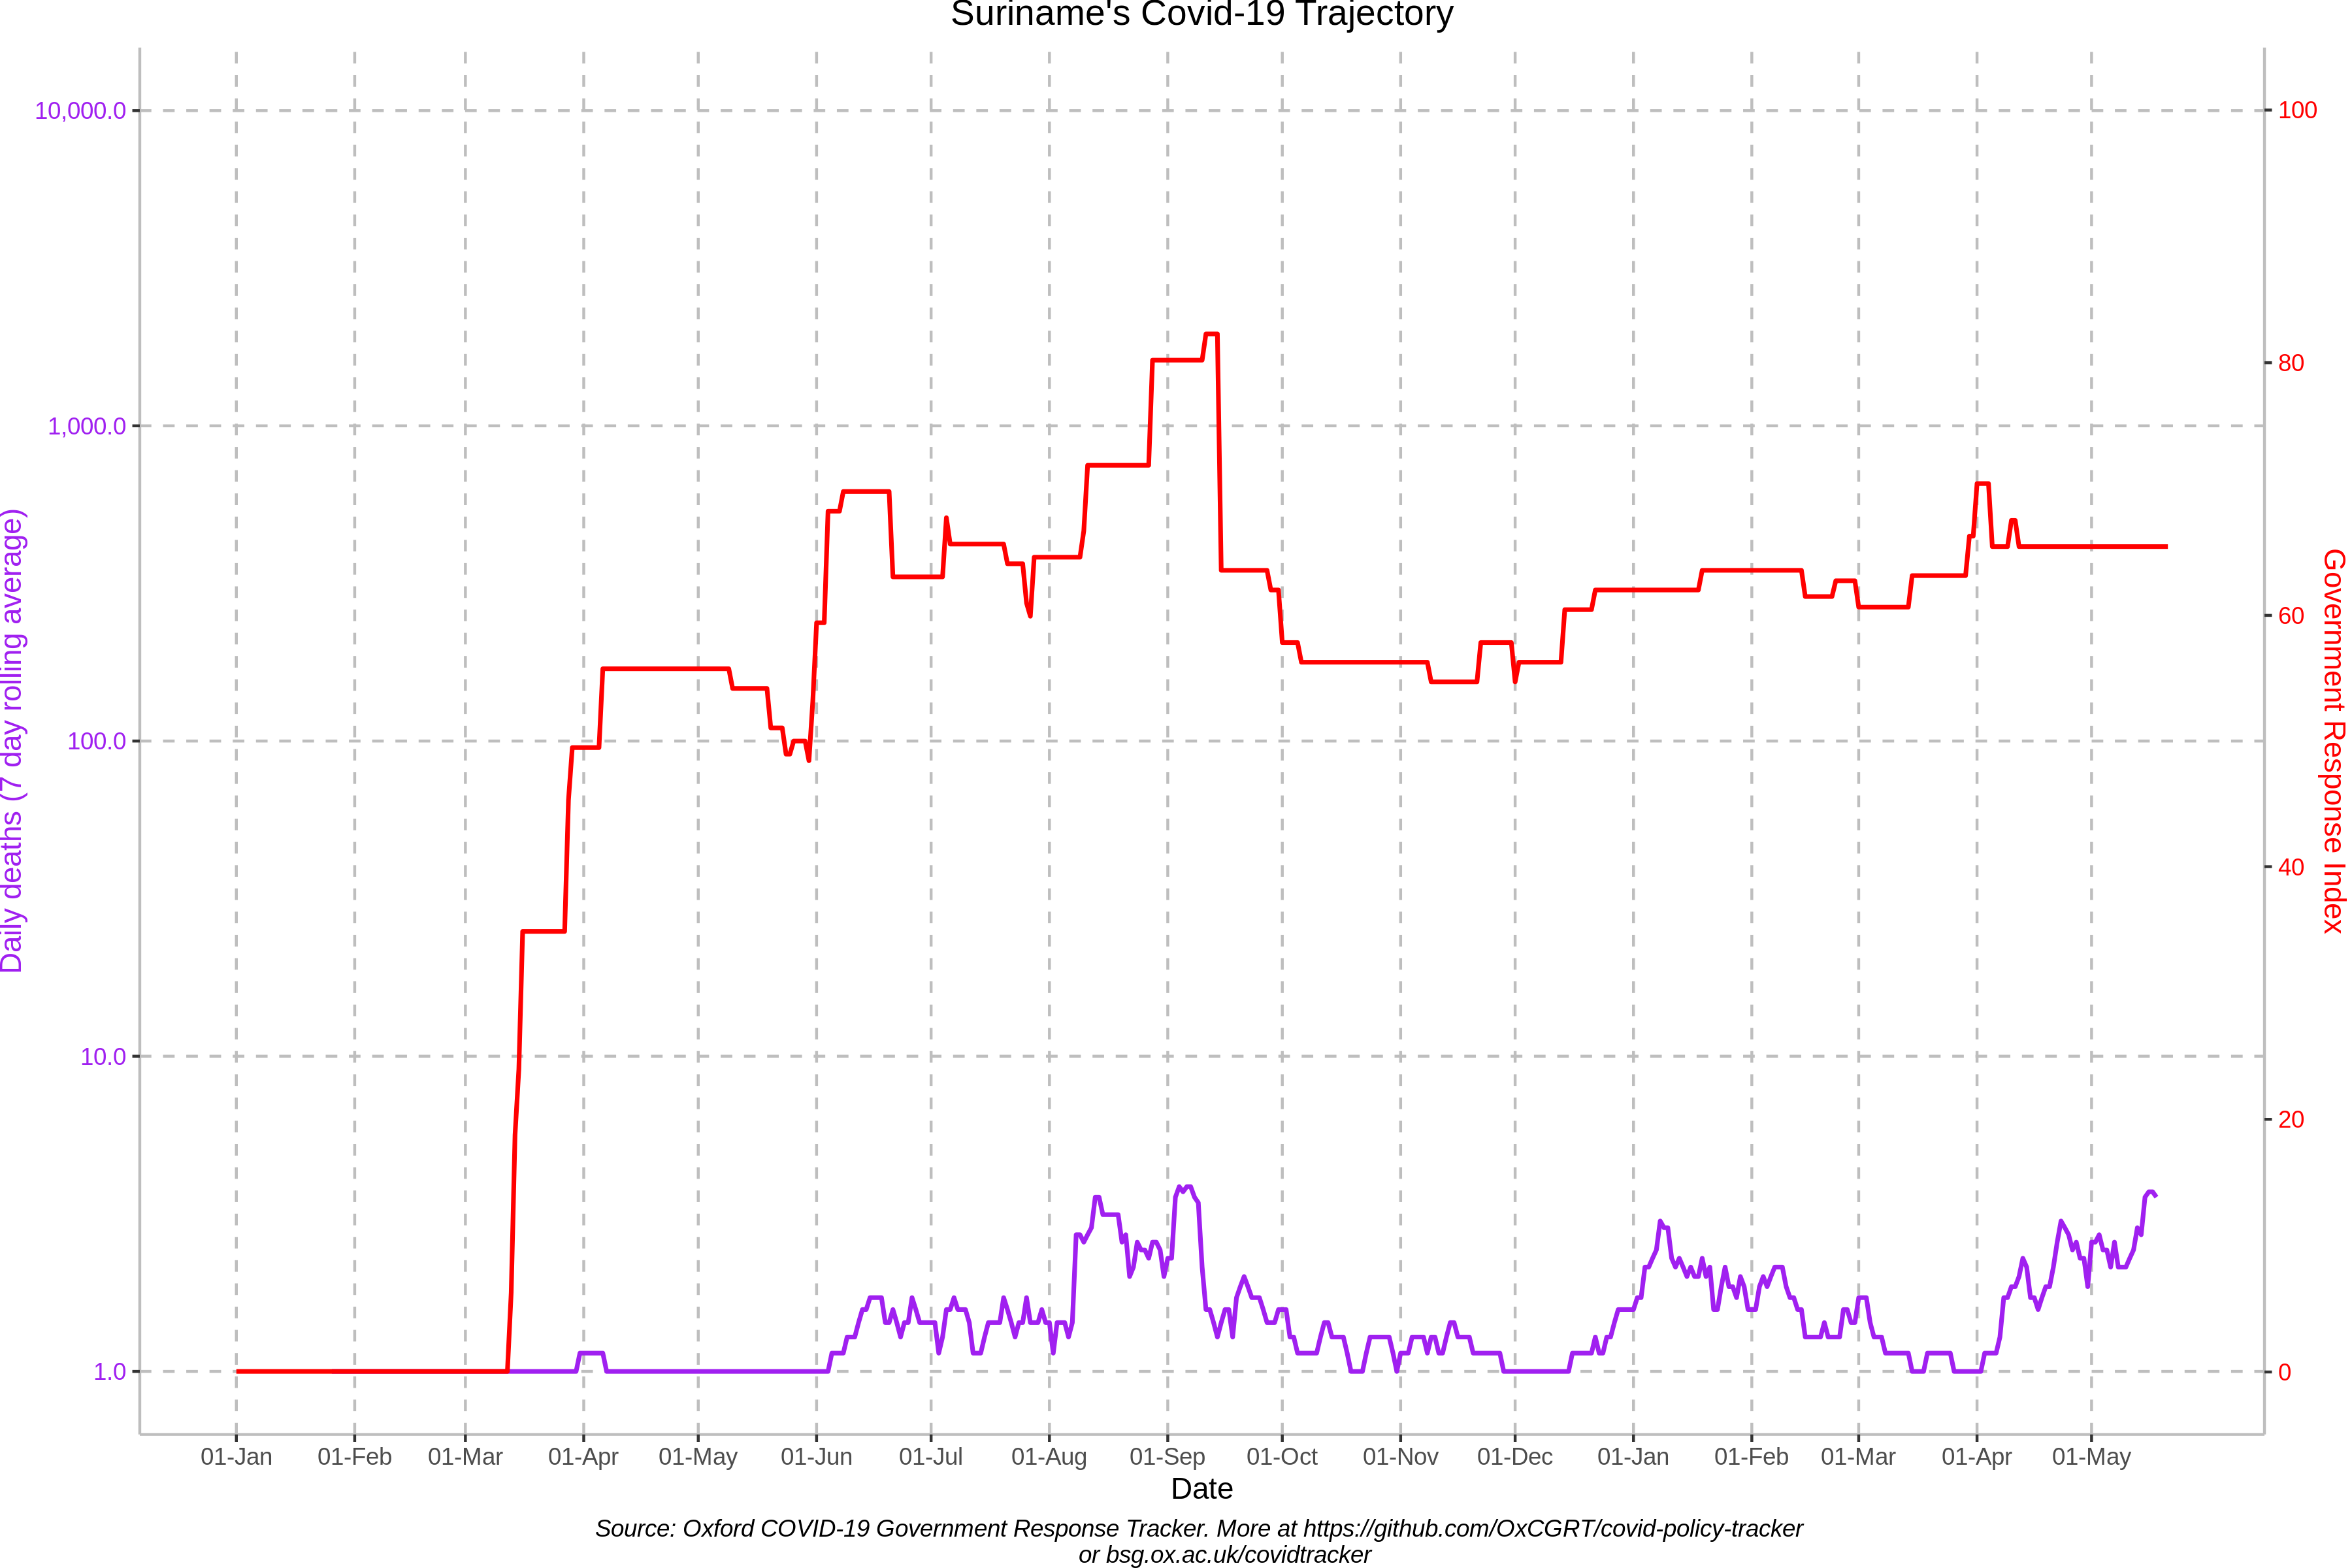 Suriname's Covid-19 Trajectory
10,000.0
1,000.0
100.0
10.0
1.0
Daily deaths (7 day rolling average)
100
80
60
40
20
0
Government Response Index
01-Jan 01-Feb 01-Mar 01-Apr 01-May 01-Jun 01-Jul 01-Aug 01-Sep 01-Oct 01-Nov 01-Dec 01-Jan 01-Feb 01-Mar 01-Apr 01-May
Date
Source: Oxford COVID-19 Government Response Tracker. More at https://github.com/OxCGRT/covid-policy-tracker
or bsg.ox.ac.uk/covidtracker